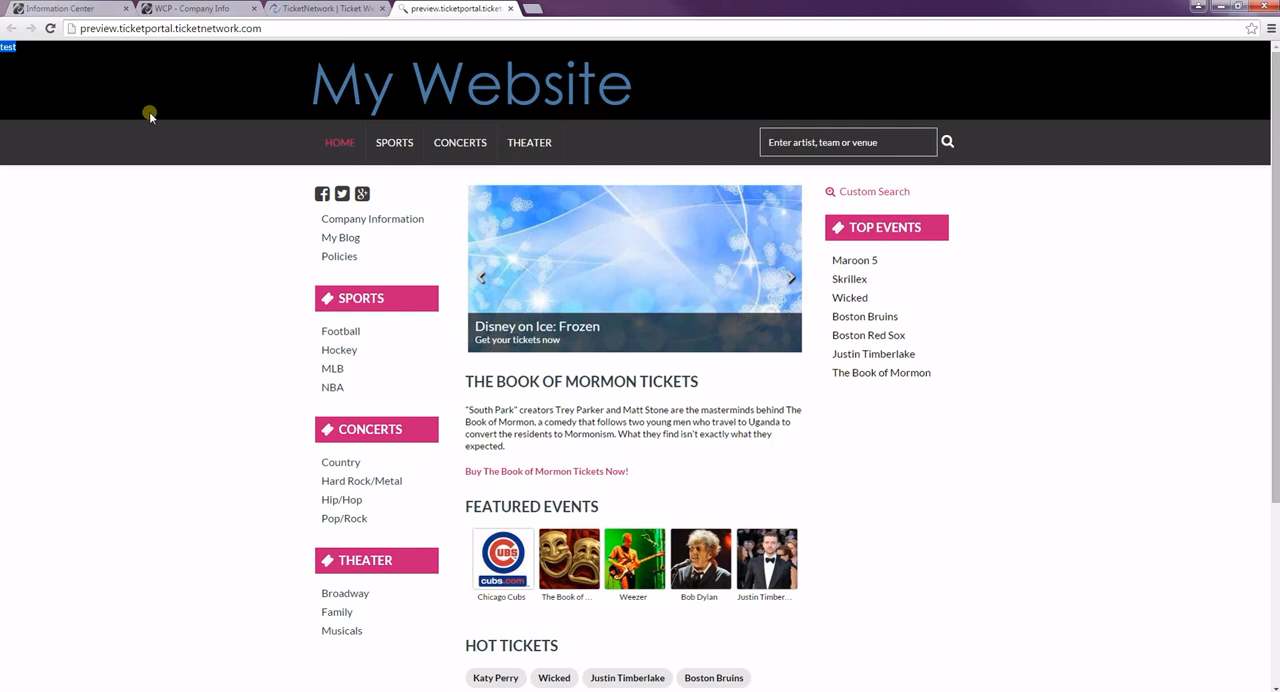 Information Center
WCP - Company Info
TicketNetwork | Ticket We
preview.ticketportal.ticket
preview.ticketportal.ticketnetwork.com
test
My Website
HOME SPORTS CONCERTS THEATER
Enter artist, team or venue
Company Information
My Blog
Policies
SPORTS
Football
Hockey
MLB
NBA
CONCERTS
Country
Hard Rock/Metal
Hip/Hop
Pop/Rock
THEATER
Broadway
Family
Musicals
Disney on Ice: Frozen
Get your tickets now
THE BOOK OF MORMON TICKETS
"South Park" creators Trey Parker and Matt Stone are the masterminds behind The
Book of Mormon, a comedy that follows two young men who travel to Uganda to
convert the residents to Mormonism. What they find isn't exactly what they
expected.
Buy The Book of Mormon Tickets Now!
FEATURED EVENTS
CUBS
cubs.com
Chicago Cubs
The Book of ...
Weezer
Bob Dylan
Justin Timber...
HOT TICKETS
Katy Perry Wicked Justin Timberlake Boston Bruins
Custom Search
TOP EVENTS
Maroon 5
Skrillex
Wicked
Boston Bruins
Boston Red Sox
Justin Timberlake
The Book of Mormon